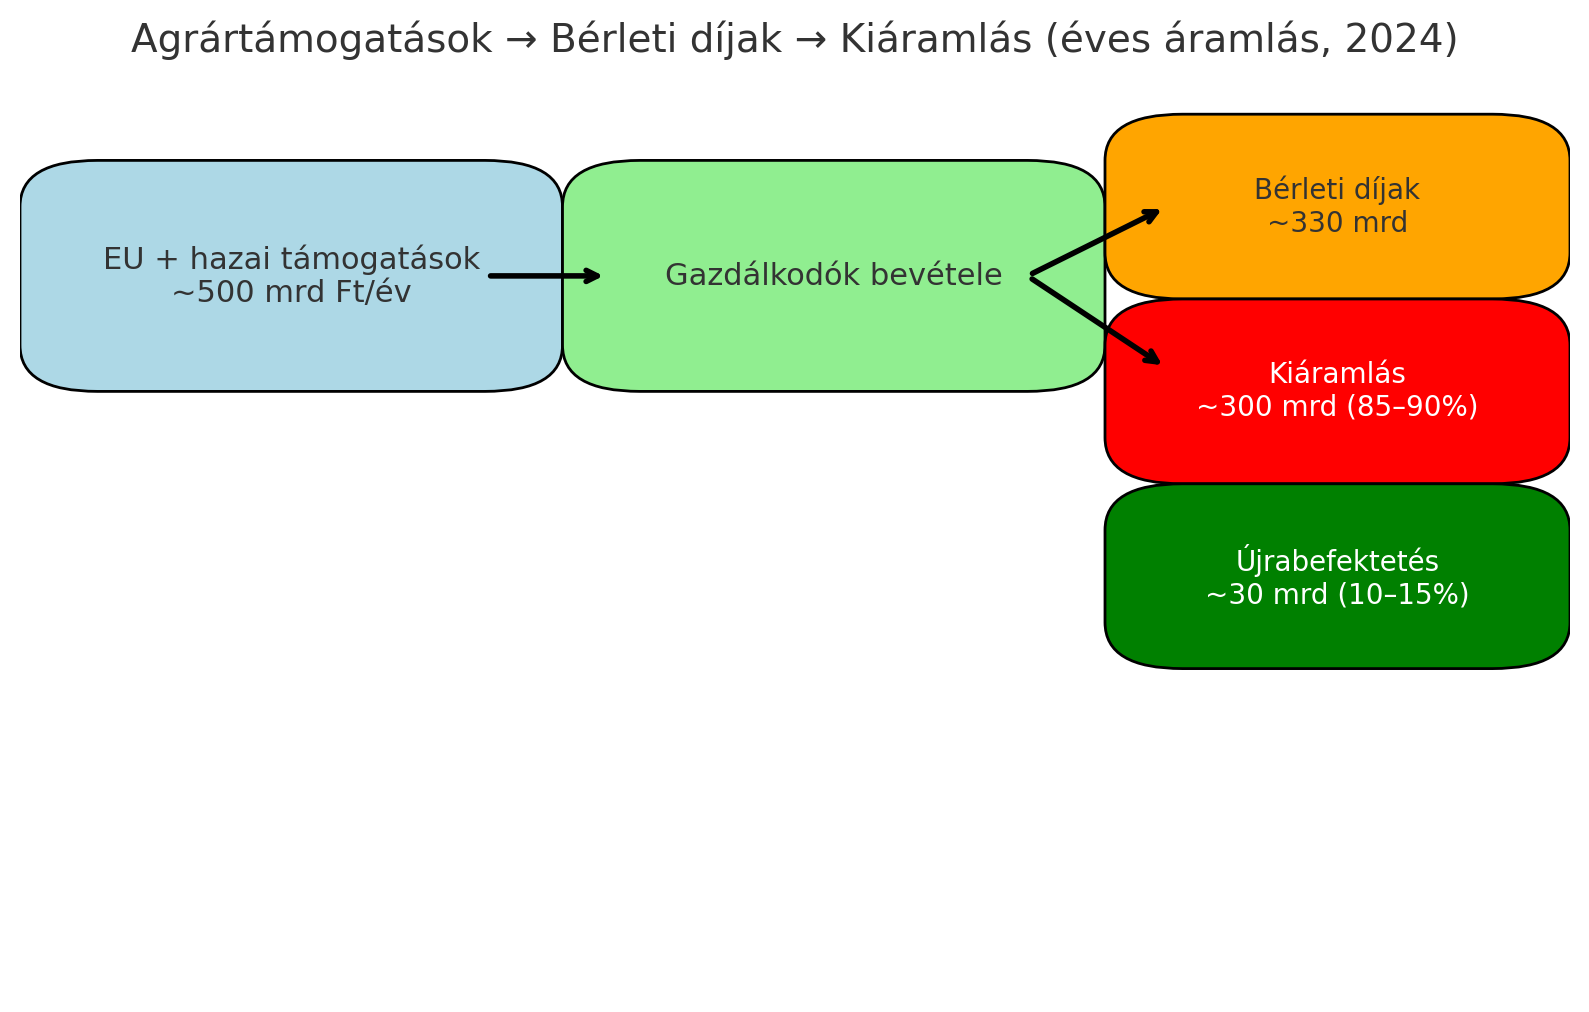 Agrártámogatások → Bérleti díjak → Kiáramlás (éves áramlás, 2024)
EU + hazai támogatások
~500 mrd Ft/év
Gazdálkodók bevétele
Bérleti díjak
~330 mrd
Kiáramlás
~300 mrd (85–90%)
Újrabefektetés
~30 mrd (10–15%)